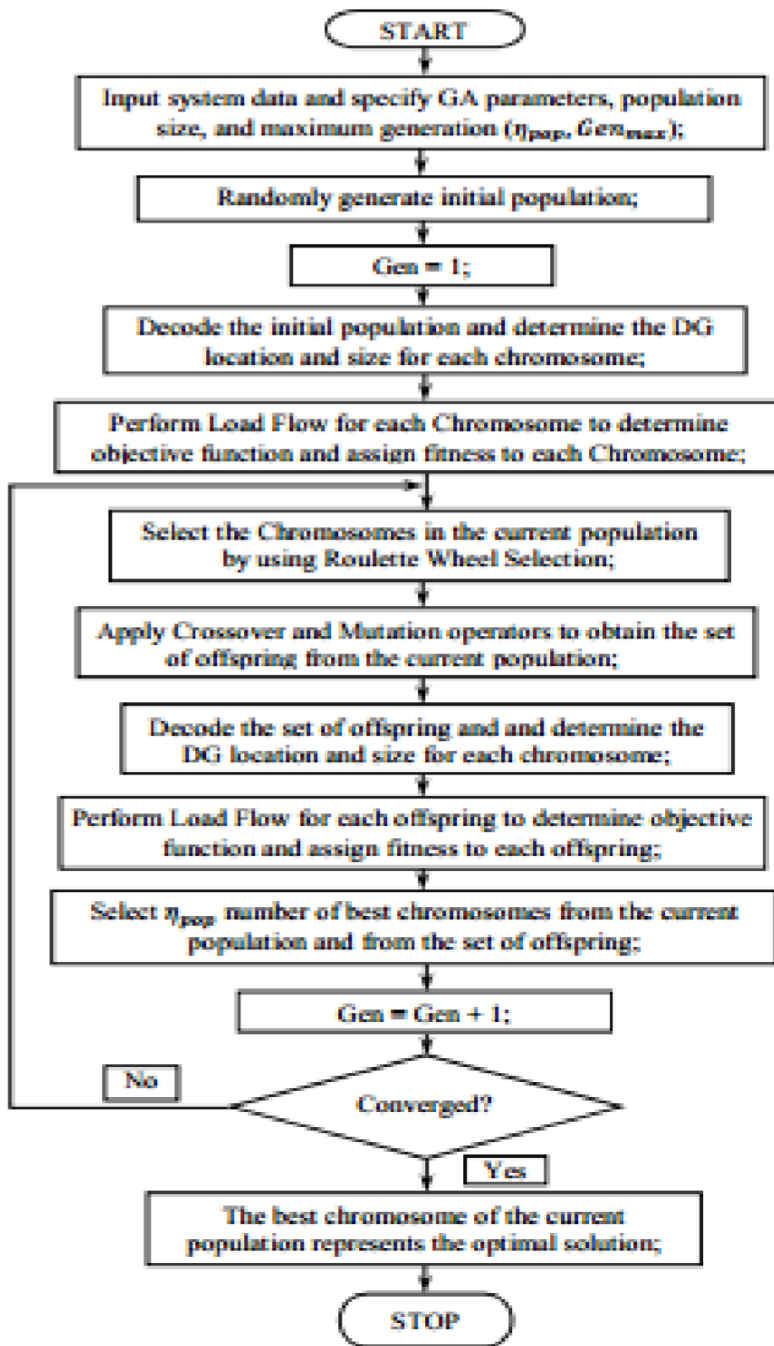 START
Input system data and specify GA parameters, population
size, and maximum generation (η_pop, Gen_max);
Randomly generate initial population;
Gen = 1;
Decode the initial population and determine the DG
location and size for each chromosome;
Perform Load Flow for each Chromosome to determine
objective function and assign fitness to each Chromosome;
Select the Chromosomes in the current population
by using Roulette Wheel Selection;
Apply Crossover and Mutation operators to obtain the set
of offspring from the current population;
Decode the set of offspring and and determine the
DG location and size for each chromosome;
Perform Load Flow for each offspring to determine objective
function and assign fitness to each offspring;
Select η_pop number of best chromosomes from the current
population and from the set of offspring;
Gen = Gen + 1;
No
Converged?
Yes
The best chromosome of the current
population represents the optimal solution;
STOP